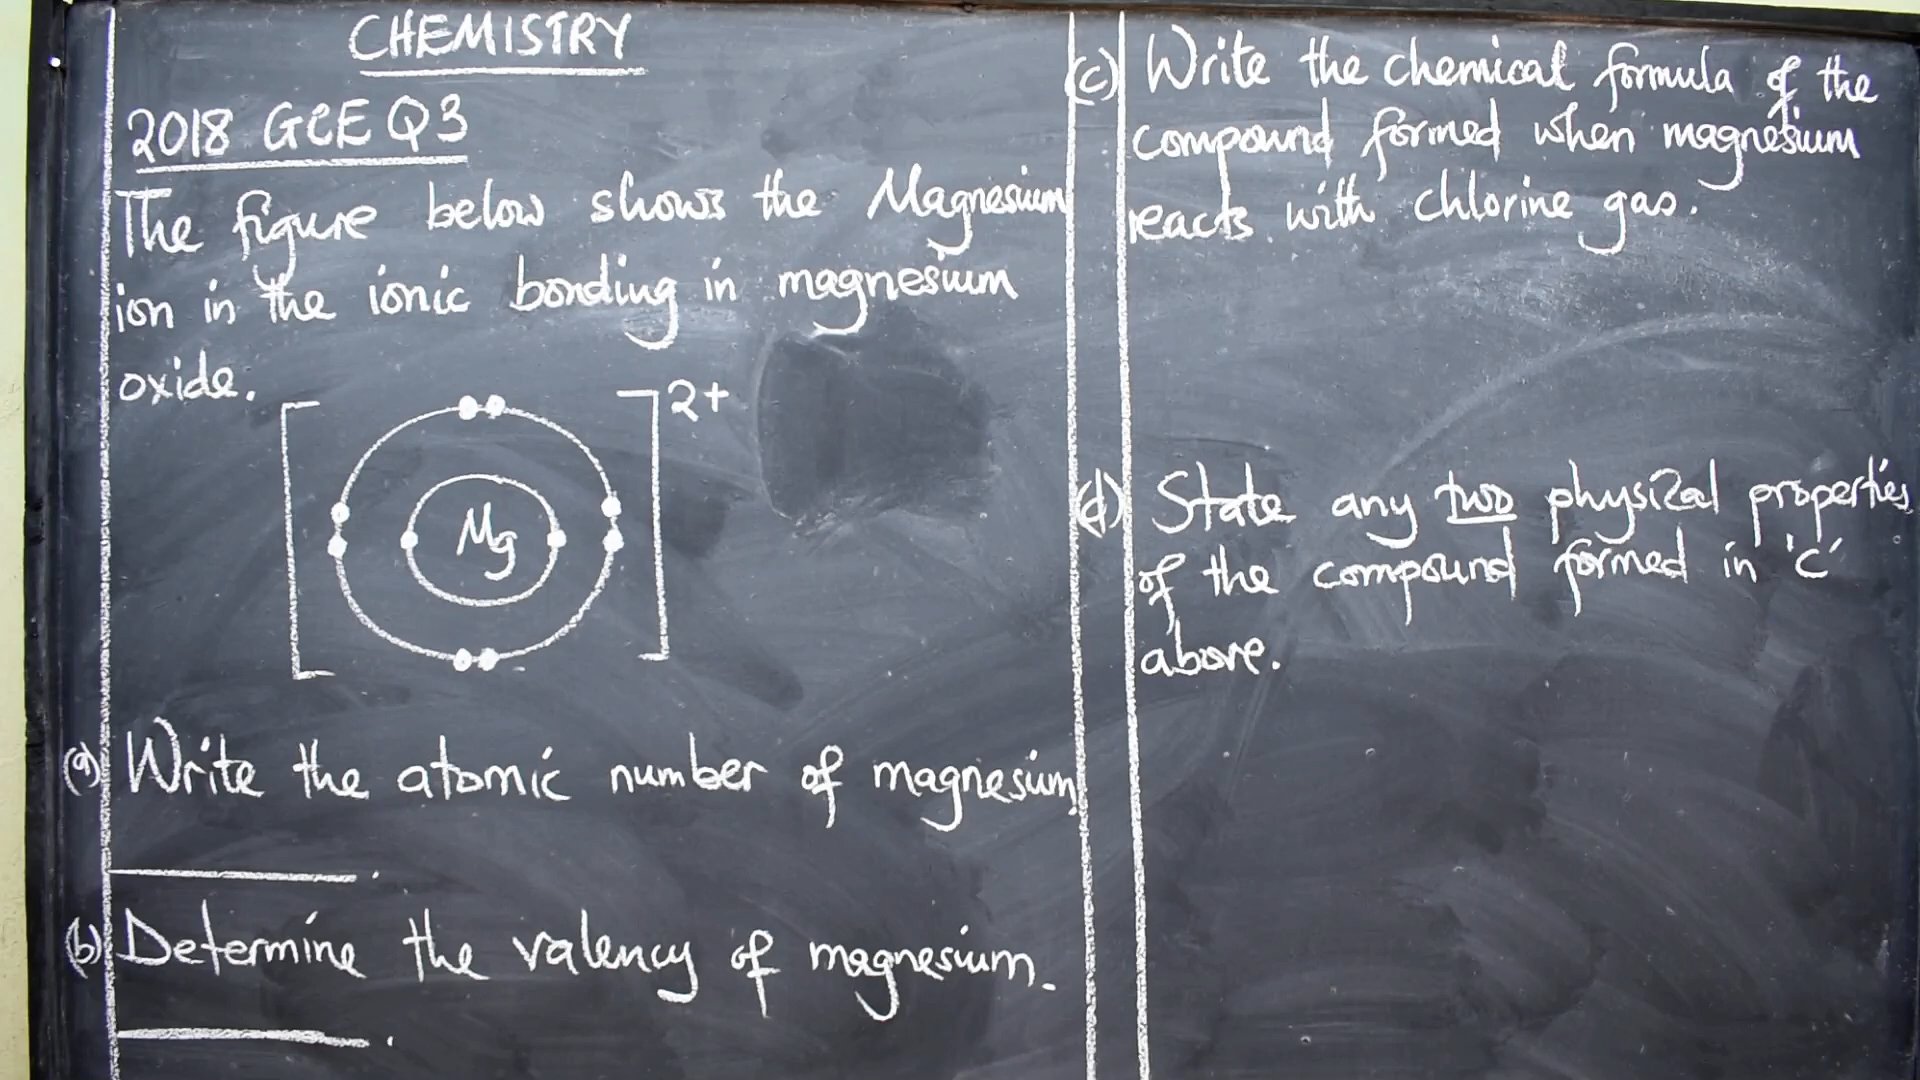 CHEMISTRY
2018 GCE Q3
The figure below shows the Magnesium
ion in the ionic bonding in magnesium
oxide.
2+
Mg
(a) Write the atomic number of magnesium.
(b) Determine the valency of magnesium.
(c) Write the chemical formula of the
compound formed when magnesium
reacts with chlorine gas.
(d) State any two physical properties
of the compound formed in 'c'
above.